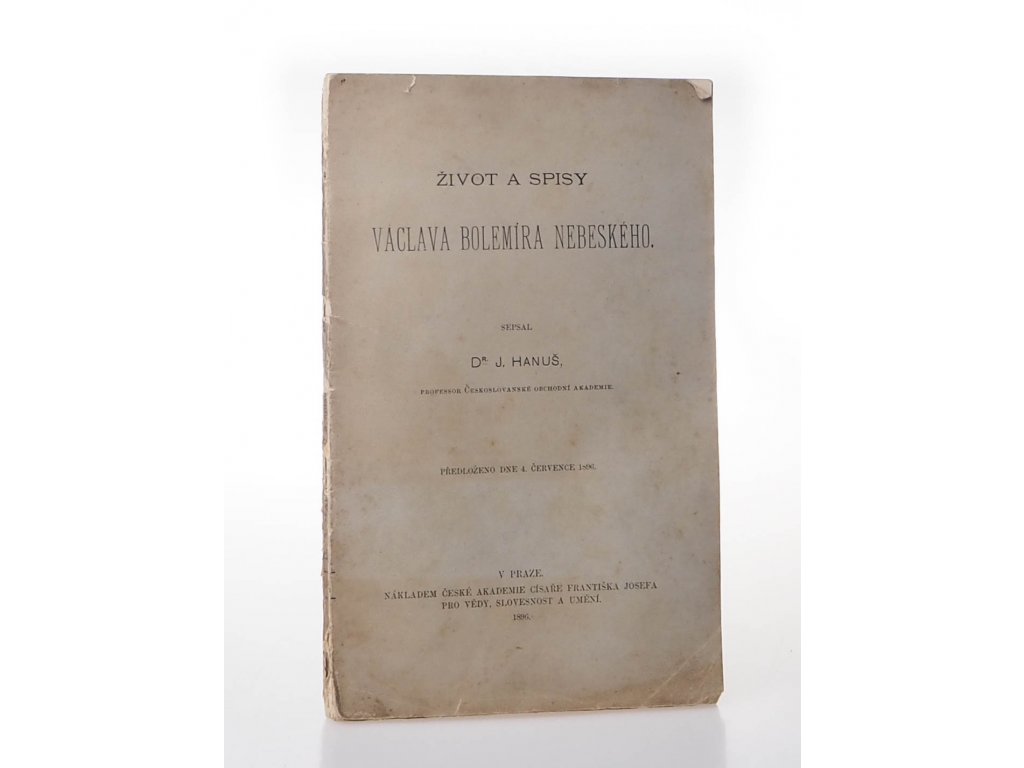 ŽIVOT A SPISY
VACLAVA BOLEMÍRA NEBESKÉHO.
SEPSAL
DR. J. HANUŠ,
PROFESSOR ČESKOSLOVANSKÉ OBCHODNÍ AKADEMIE.
PŘEDLOŽENO DNE 4. ČERVENCE 1896.
V PRAZE.
NÁKLADEM ČESKÉ AKADEMIE CÍSAŘE FRANTIŠKA JOSEFA
PRO VĚDY, SLOVESNOST A UMĚNÍ.
1896.